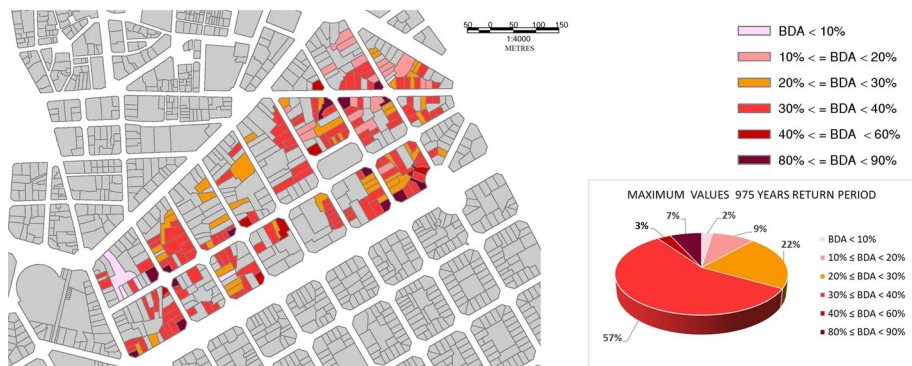 50 0 50 100 150
1:4000
METRES
BDA < 10%
10% < = BDA < 20%
20% < = BDA < 30%
30% < = BDA < 40%
40% < = BDA < 60%
80% < = BDA < 90%
MAXIMUM VALUES 975 YEARS RETURN PERIOD
3% 7% 2%
9%
22%
57%
BDA < 10%
10% ≤ BDA < 20%
20% ≤ BDA < 30%
30% ≤ BDA < 40%
40% ≤ BDA < 60%
80% ≤ BDA < 90%